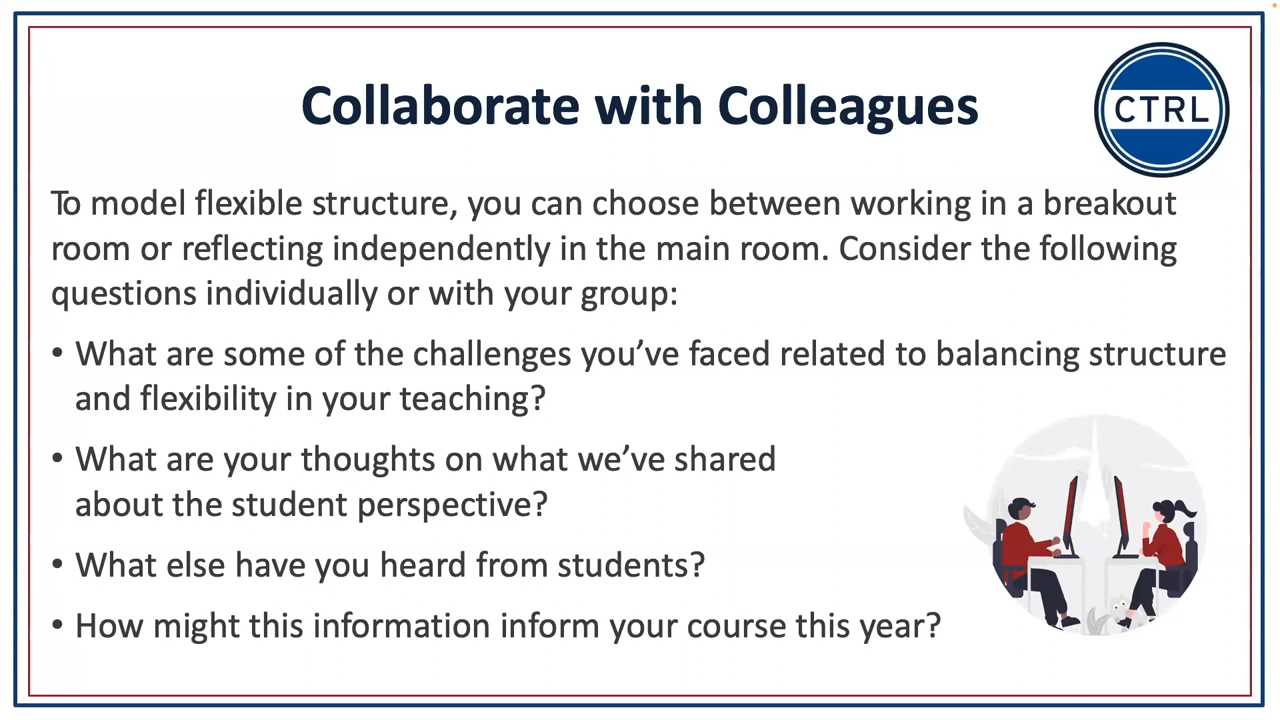 Collaborate with Colleagues
CTRL
To model flexible structure, you can choose between working in a breakout
room or reflecting independently in the main room. Consider the following
questions individually or with your group:
• What are some of the challenges you’ve faced related to balancing structure
and flexibility in your teaching?
• What are your thoughts on what we’ve shared
about the student perspective?
• What else have you heard from students?
• How might this information inform your course this year?